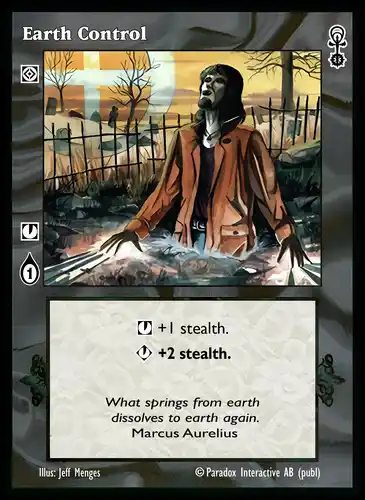 Earth Control
1
+1 stealth.
+2 stealth.
What springs from earth
dissolves to earth again.
Marcus Aurelius
Illus: Jeff Menges
© Paradox Interactive AB (publ)